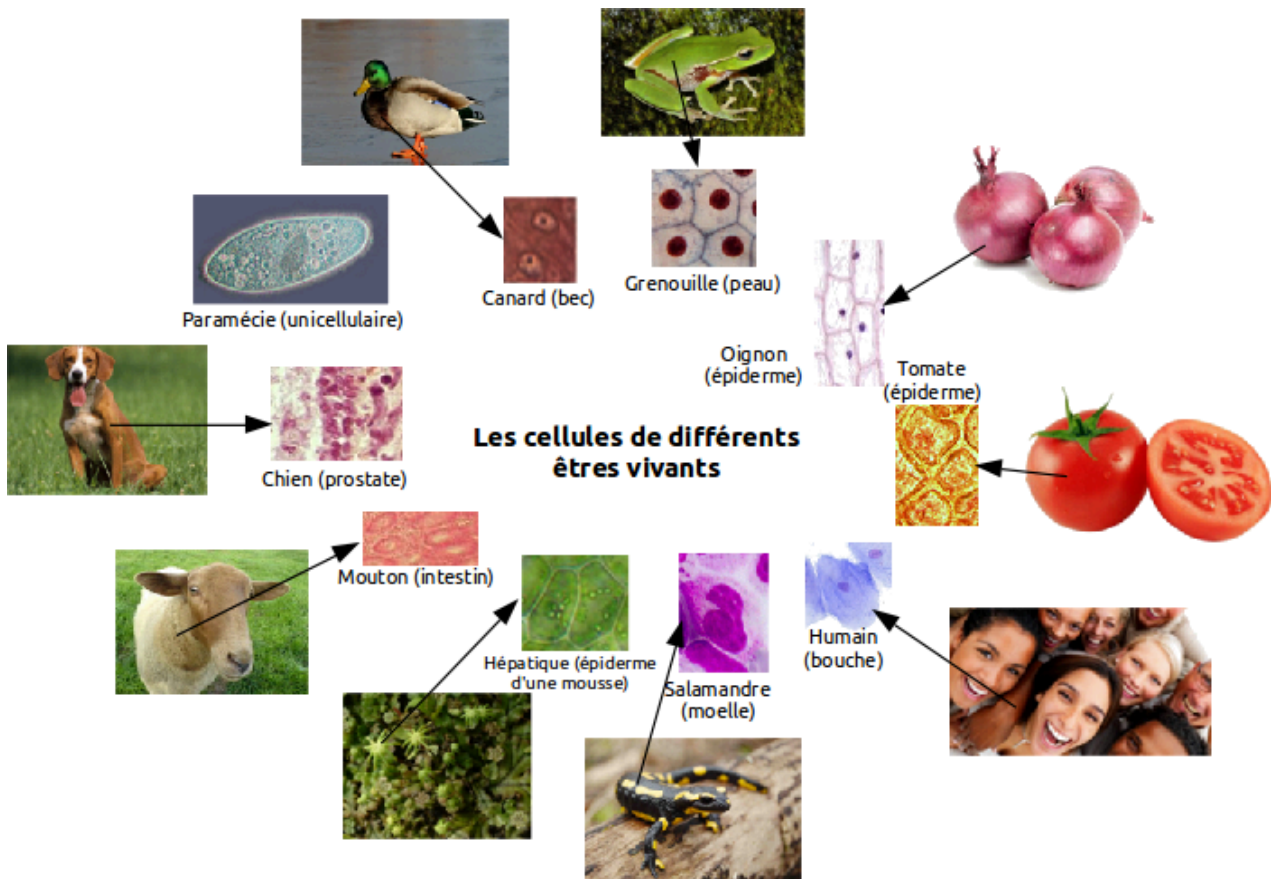 Grenouille (peau)
Canard (bec)
Paramécie (unicellulaire)
Oignon
(épiderme)
Tomate
(épiderme)
Les cellules de différents
êtres vivants
Chien (prostate)
Mouton (intestin)
Hépatique (épiderme
d'une mousse)
Salamandre
(moelle)
Humain
(bouche)